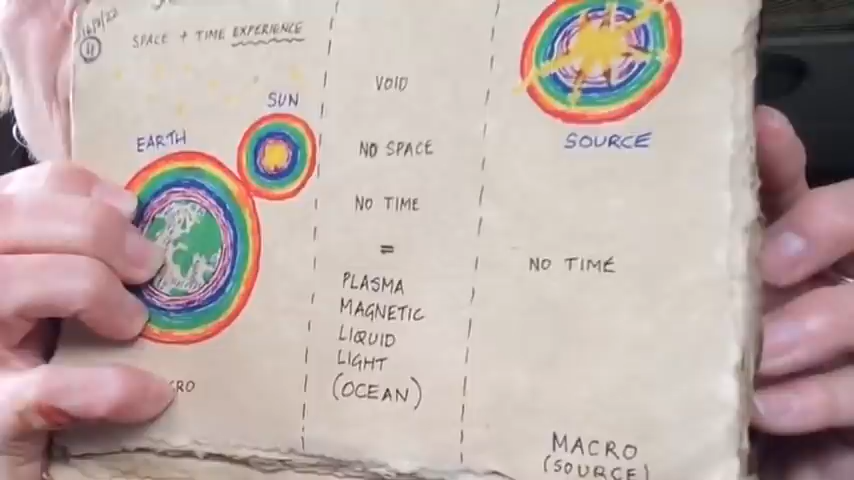 4
SPACE + TIME EXPERIENCE
SUN
EARTH
VOID
NO SPACE
NO TIME
=
PLASMA
MAGNETIC
LIQUID
LIGHT
(OCEAN)
SOURCE
NO TIME
MACRO
(SOURCE)